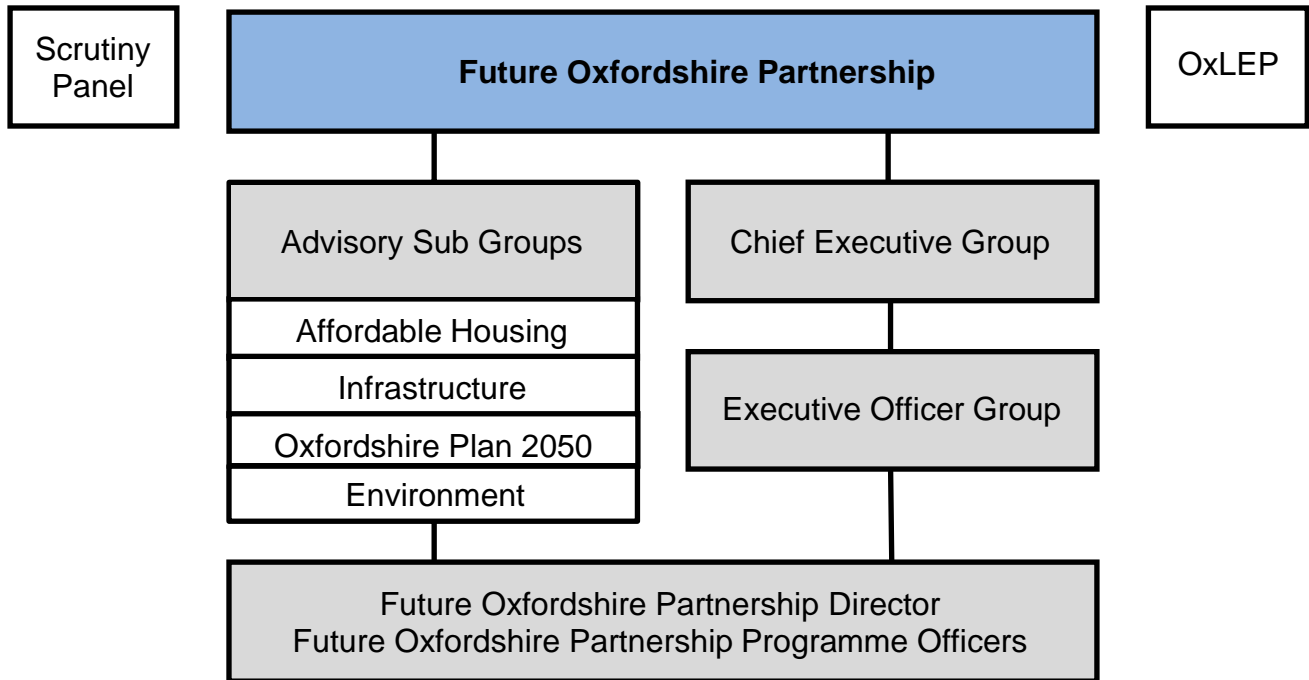 Scrutiny
Panel
Future Oxfordshire Partnership
OxLEP
Advisory Sub Groups
Affordable Housing
Infrastructure
Oxfordshire Plan 2050
Environment
Chief Executive Group
Executive Officer Group
Future Oxfordshire Partnership Director
Future Oxfordshire Partnership Programme Officers